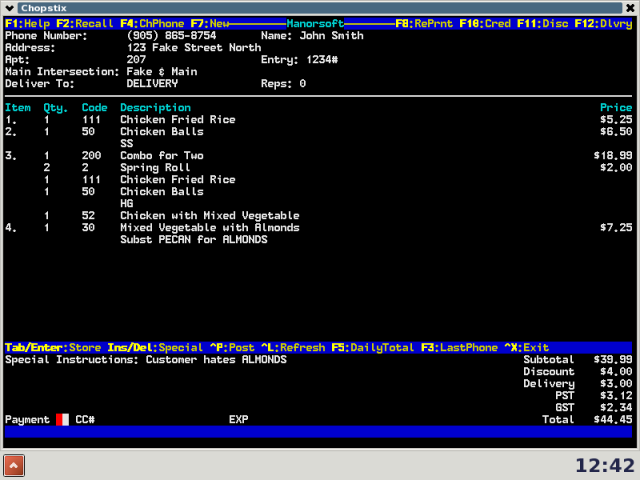 Chopstix
F1:Help F2:Recall F4:ChPhone F7:New Manorsoft F8:RePrnt F10:Cred F11:Disc F12:Dlvry
Phone Number: (905) 865-8754 Name: John Smith
Address: 123 Fake Street North
Apt: 207 Entry: 1234#
Main Intersection: Fake & Main
Deliver To: DELIVERY Reps: 0
Item Qty. Code Description Price
1. 1 111 Chicken Fried Rice $5.25
2. 1 50 Chicken Balls $6.50
SS
3. 1 200 Combo for Two $18.99
2 2 Spring Roll $2.00
1 111 Chicken Fried Rice
1 50 Chicken Balls
HG
1 52 Chicken with Mixed Vegetable
4. 1 30 Mixed Vegetable with Almonds $7.25
Subst PECAN for ALMONDS
Tab/Enter:Store Ins/Del:Special ^P:Post ^L:Refresh F5:DailyTotal F3:LastPhone ^X:Exit
Special Instructions: Customer hates ALMONDS Subtotal $39.99
Discount $4.00
Delivery $3.00
PST $3.12
GST $2.34
Payment CC# EXP Total $44.45
12:42